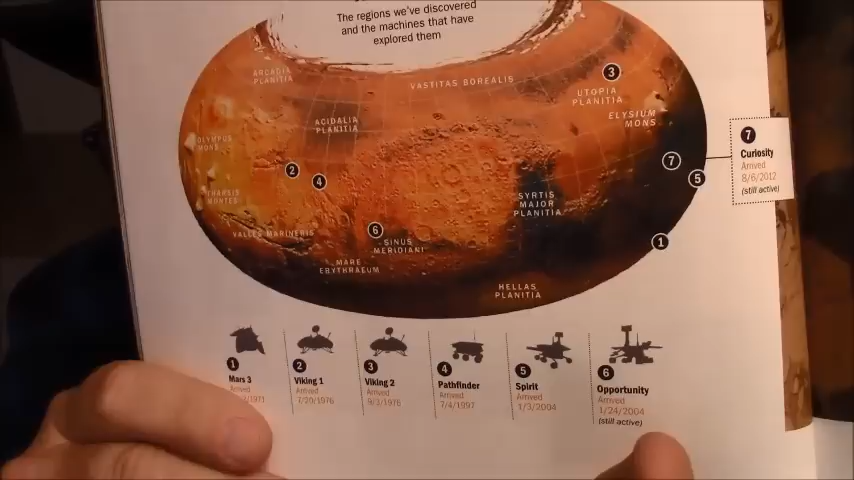 The regions we've discovered
and the machines that have
explored them
ARCADIA
PLANITIA
VASTITAS BOREALIS
3
UTOPIA
PLANITIA
ELYSIUM
MONS
ACIDALIA
PLANITIA
OLYMPUS
MONS
2
4
7
5
THARSIS
MONTES
SYRTIS
MAJOR
PLANITIA
VALLES MARINERIS
6
SINUS
MERIDIANI
1
MARE
ERYTHRAEUM
HELLAS
PLANITIA
7
Curiosity
Arrived
8/6/2012
(still active)
1
Mars 3
Arrived
/1971
2
Viking 1
Arrived
7/20/1976
3
Viking 2
Arrived
9/3/1976
4
Pathfinder
Arrived
7/4/1997
5
Spirit
Arrived
1/3/2004
6
Opportunity
Arrived
1/24/2004
(still active)